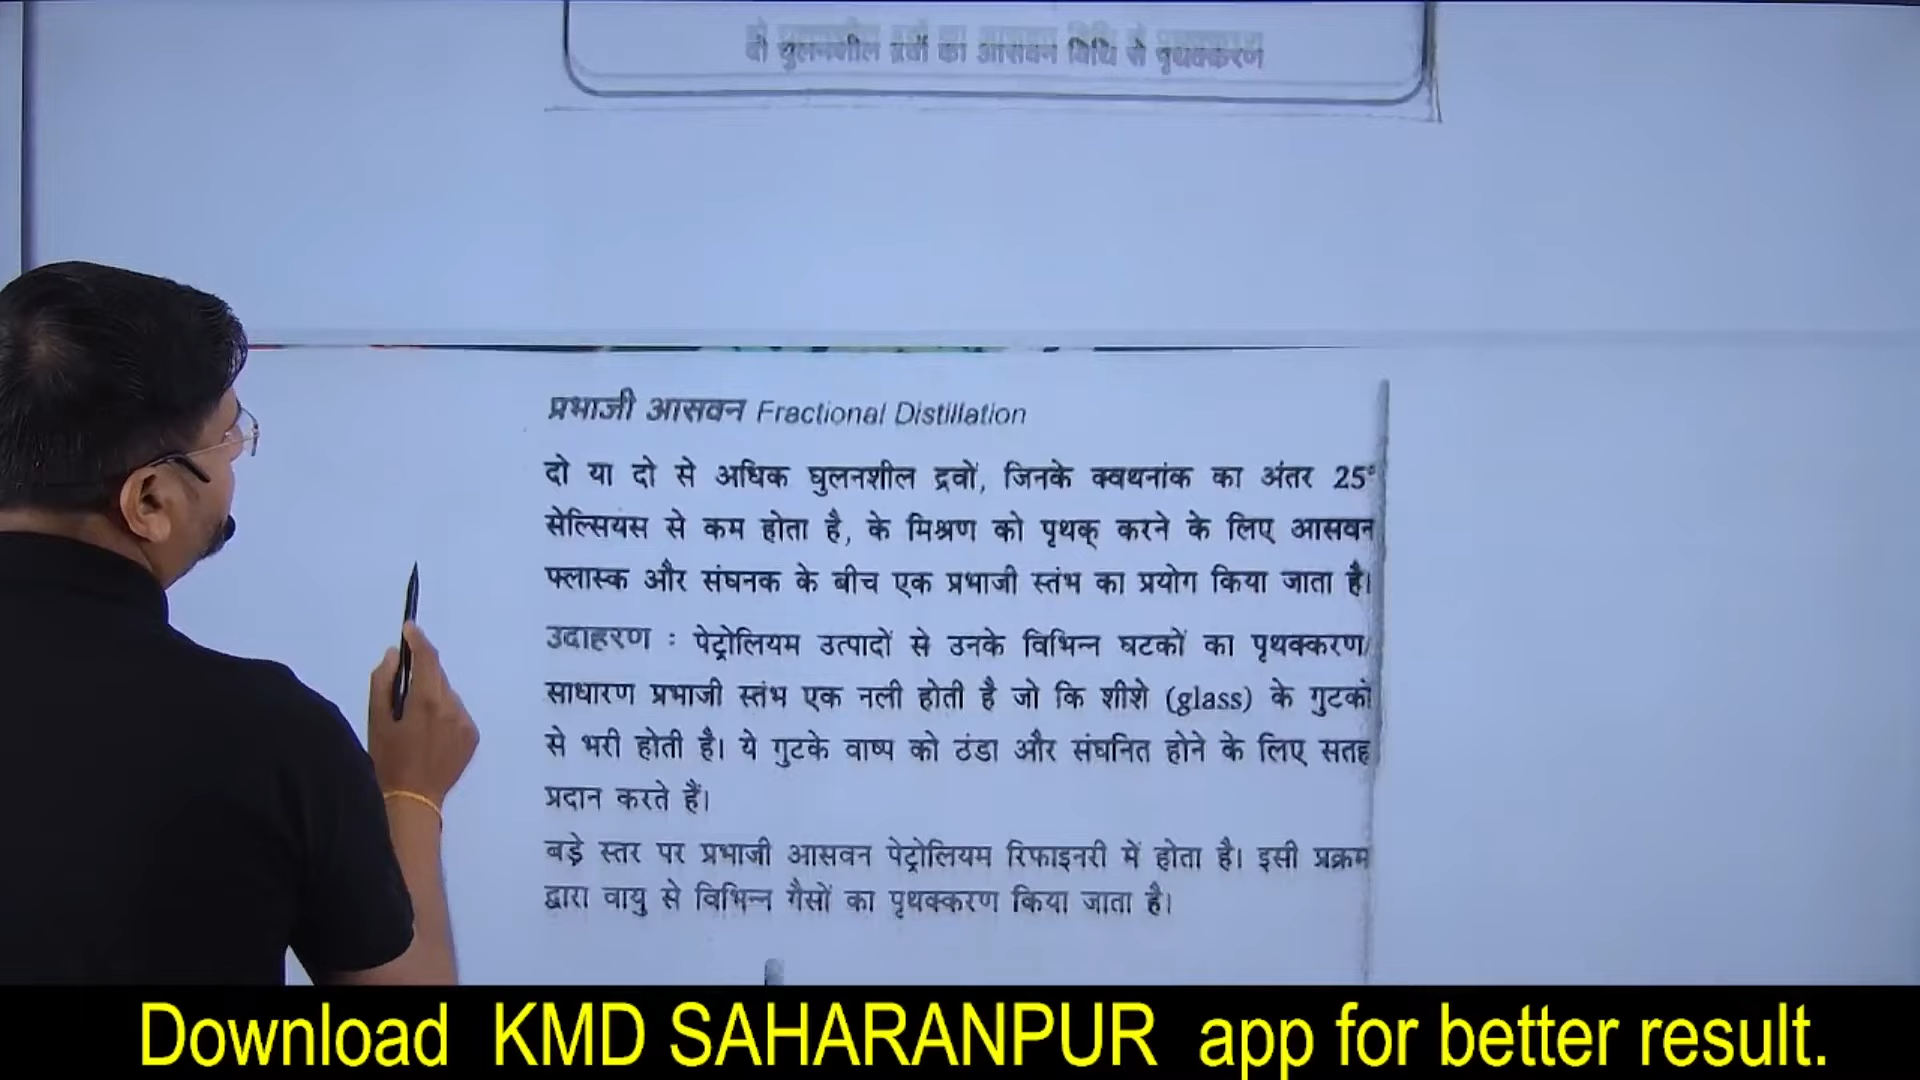 दो घुलनशील द्रवों का आसवन विधि से पृथक्करण
प्रभाजी आसवन Fractional Distillation
दो या दो से अधिक घुलनशील द्रवों, जिनके क्वथनांक का अंतर 25°
सेल्सियस से कम होता है, के मिश्रण को पृथक् करने के लिए आसवन
फ्लास्क और संघनक के बीच एक प्रभाजी स्तंभ का प्रयोग किया जाता है।
उदाहरण : पेट्रोलियम उत्पादों से उनके विभिन्न घटकों का पृथक्करण/
साधारण प्रभाजी स्तंभ एक नली होती है जो कि शीशे (glass) के गुटकों
से भरी होती है। ये गुटके वाष्प को ठंडा और संघनित होने के लिए सतह
प्रदान करते हैं।
बड़े स्तर पर प्रभाजी आसवन पेट्रोलियम रिफाइनरी में होता है। इसी प्रक्रम
द्वारा वायु से विभिन्न गैसों का पृथक्करण किया जाता है।
Download KMD SAHARANPUR app for better result.